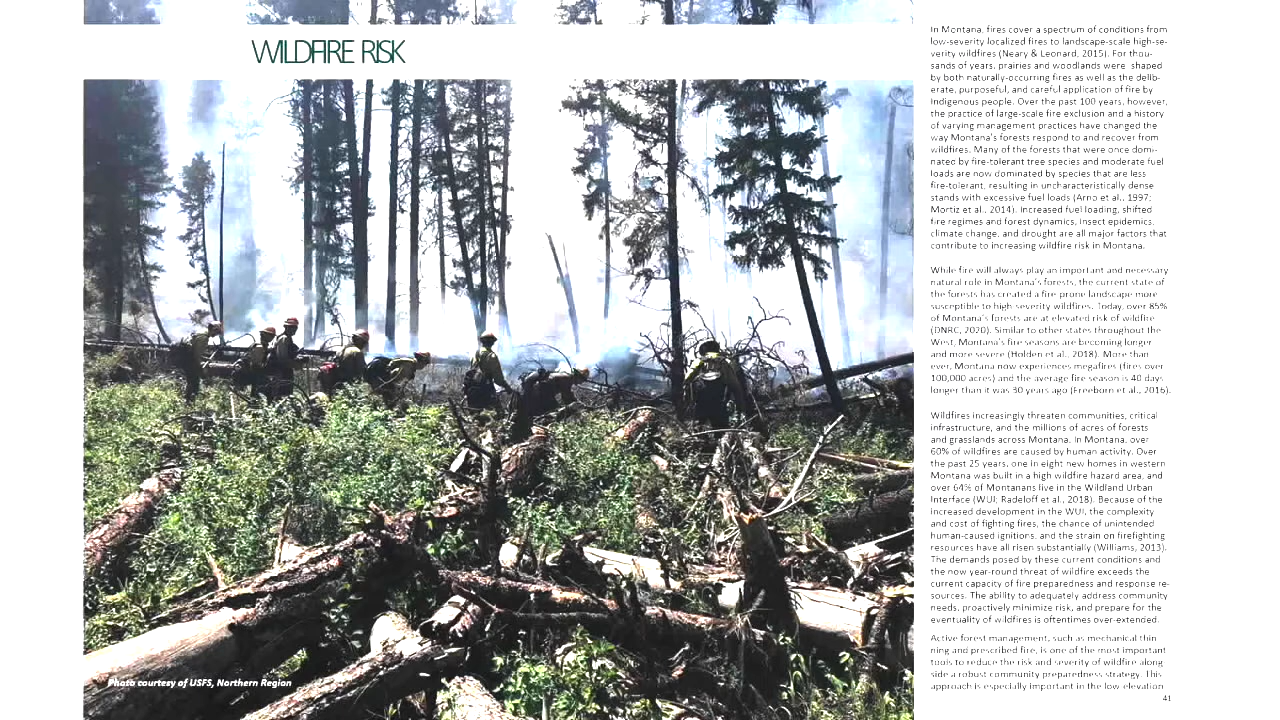 WILDFIRE RISK
In Montana, fires cover a spectrum of conditions from
low-severity localized fires to landscape-scale high-se-
verity wildfires (Neary & Leonard, 2015). For thou-
sands of years, prairies and woodlands were shaped
by both naturally-occurring fires as well as the delib-
erate, purposeful, and careful application of fire by
Indigenous people. Over the past 100 years, however,
the practice of large-scale fire exclusion and a history
of varying management practices have changed the
way Montana's forests respond to and recover from
wildfires. Many of the forests that were once domi-
nated by fire-tolerant tree species and moderate fuel
loads are now dominated by species that are less
fire-tolerant, resulting in uncharacteristically dense
stands with excessive fuel loads (Arno et al., 1997;
Mortiz et al., 2014). Increased fuel loading, shifted
fire regimes and forest dynamics, insect epidemics,
climate change, and drought are all major factors that
contribute to increasing wildfire risk in Montana.
While fire will always play an important and necessary
natural role in Montana's forests, the current state of
the forests has created a fire prone landscape more
susceptible to high severity wildfires. Today, over 85%
of Montana's forests are at elevated risk of wildfire
(DNRC, 2020). Similar to other states throughout the
West, Montana's fire seasons are becoming longer
and more severe (Holden et al., 2018). More than
ever, Montana now experiences megafires (fires over
100,000 acres) and the average fire season is 40 days
longer than it was 30 years ago (Freeborn et al., 2016).
Wildfires increasingly threaten communities, critical
infrastructure, and the millions of acres of forests
and grasslands across Montana. In Montana, over
60% of wildfires are caused by human activity. Over
the past 25 years, one in eight new homes in western
Montana was built in a high wildfire hazard area, and
over 64% of Montanans live in the Wildland Urban
Interface (WUI; Radeloff et al., 2018). Because of the
increased development in the WUI, the complexity
and cost of fighting fires, the chance of unintended
human-caused ignitions, and the strain on firefighting
resources have all risen substantially (Williams, 2013).
The demands posed by these current conditions and
the now year-round threat of wildfire exceeds the
current capacity of fire preparedness and response re-
sources. The ability to adequately address community
needs, proactively minimize risk, and prepare for the
eventuality of wildfires is oftentimes over-extended.
Active forest management, such as mechanical thin
ning and prescribed fire, is one of the most important
tools to reduce the risk and severity of wildfire along-
side a robust community preparedness strategy. This
approach is especially important in the low elevation
Photo courtesy of USFS, Northern Region
41